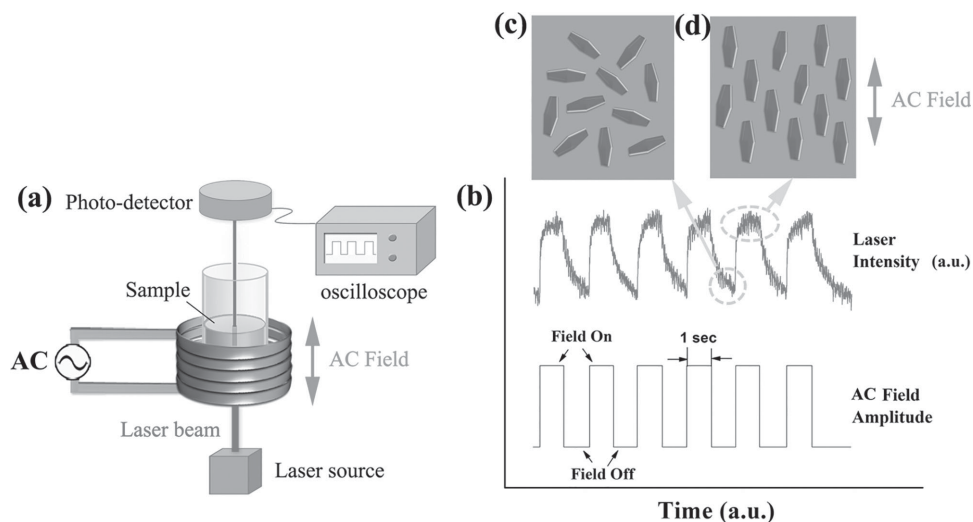 (a)
Photo-detector
oscilloscope
Sample
AC
AC Field
Laser beam
Laser source
(c)
(d)
AC Field
(b)
Laser
Intensity (a.u.)
Field On
1 sec
AC Field
Amplitude
Field Off
Time (a.u.)